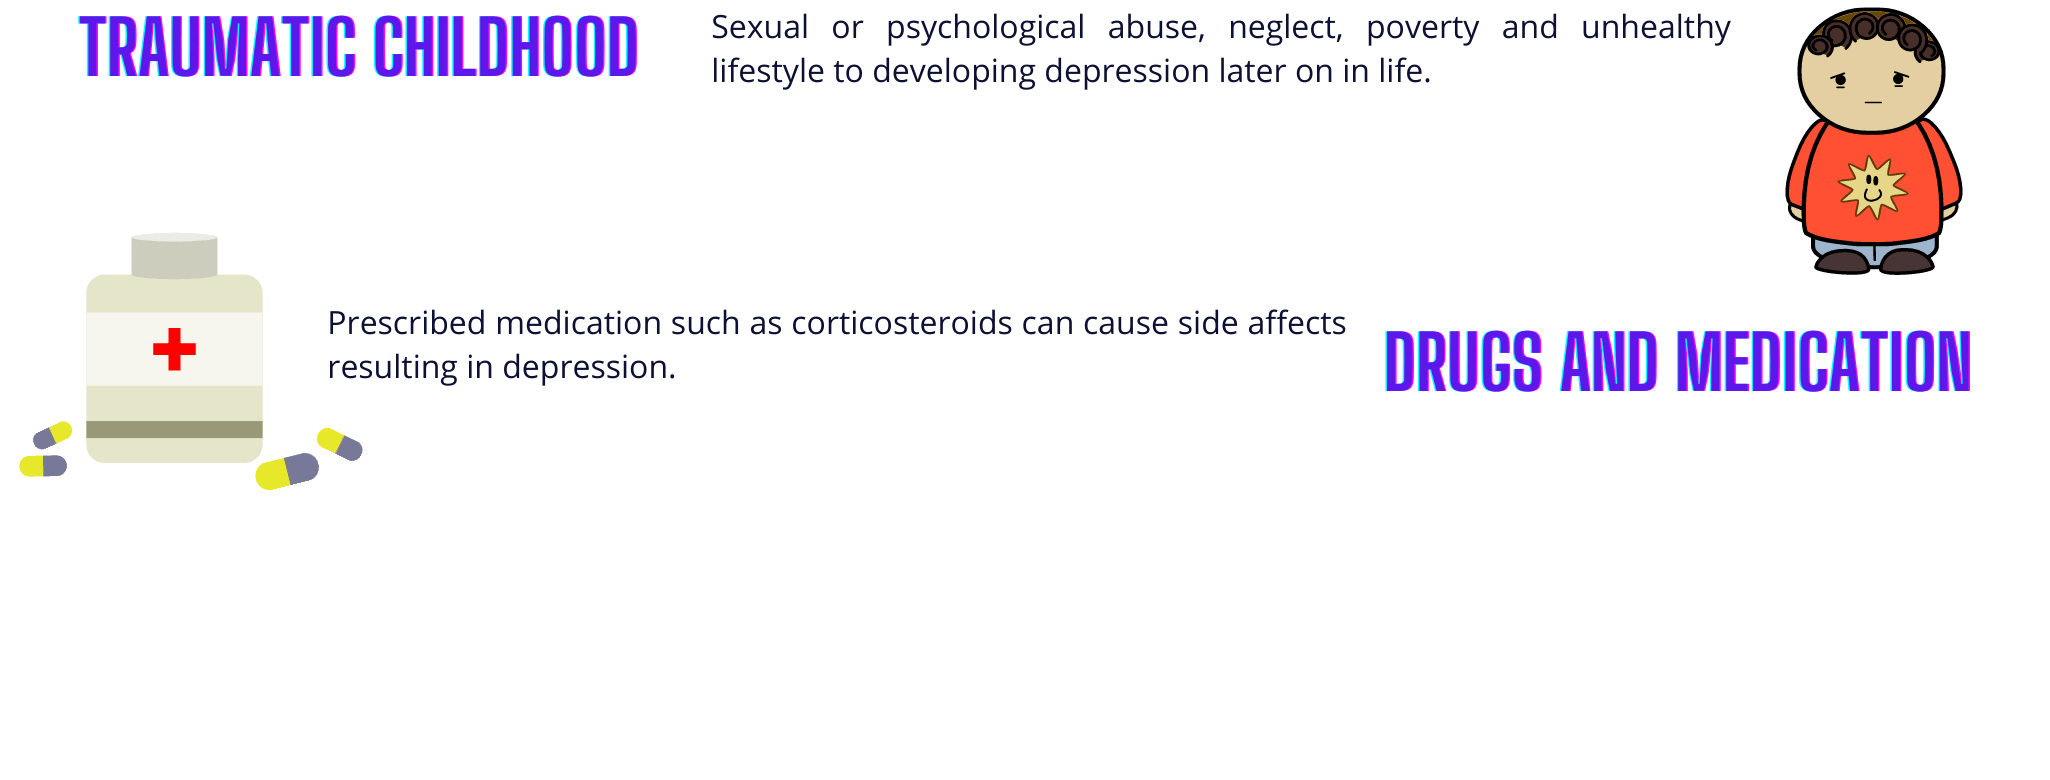 TRAUMATIC CHILDHOOD
Sexual or psychological abuse, neglect, poverty and unhealthy
lifestyle to developing depression later on in life.
Prescribed medication such as corticosteroids can cause side affects
resulting in depression.
DRUGS AND MEDICATION